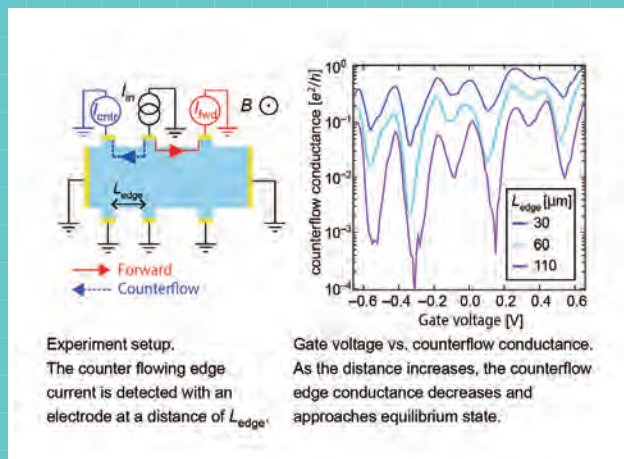 I_cntr
I_in
I_fwd
B
L_edge
Forward
Counterflow
counterflow conductance [e²/h]
10⁰
10⁻¹
10⁻²
10⁻³
10⁻⁴
L_edge [μm]
30
60
110
−0.6 −0.4 −0.2 0.0 0.2 0.4 0.6
Gate voltage [V]
Experiment setup.
The counter flowing edge
current is detected with an
electrode at a distance of L_edge.
Gate voltage vs. counterflow conductance.
As the distance increases, the counterflow
edge conductance decreases and
approaches equilibrium state.